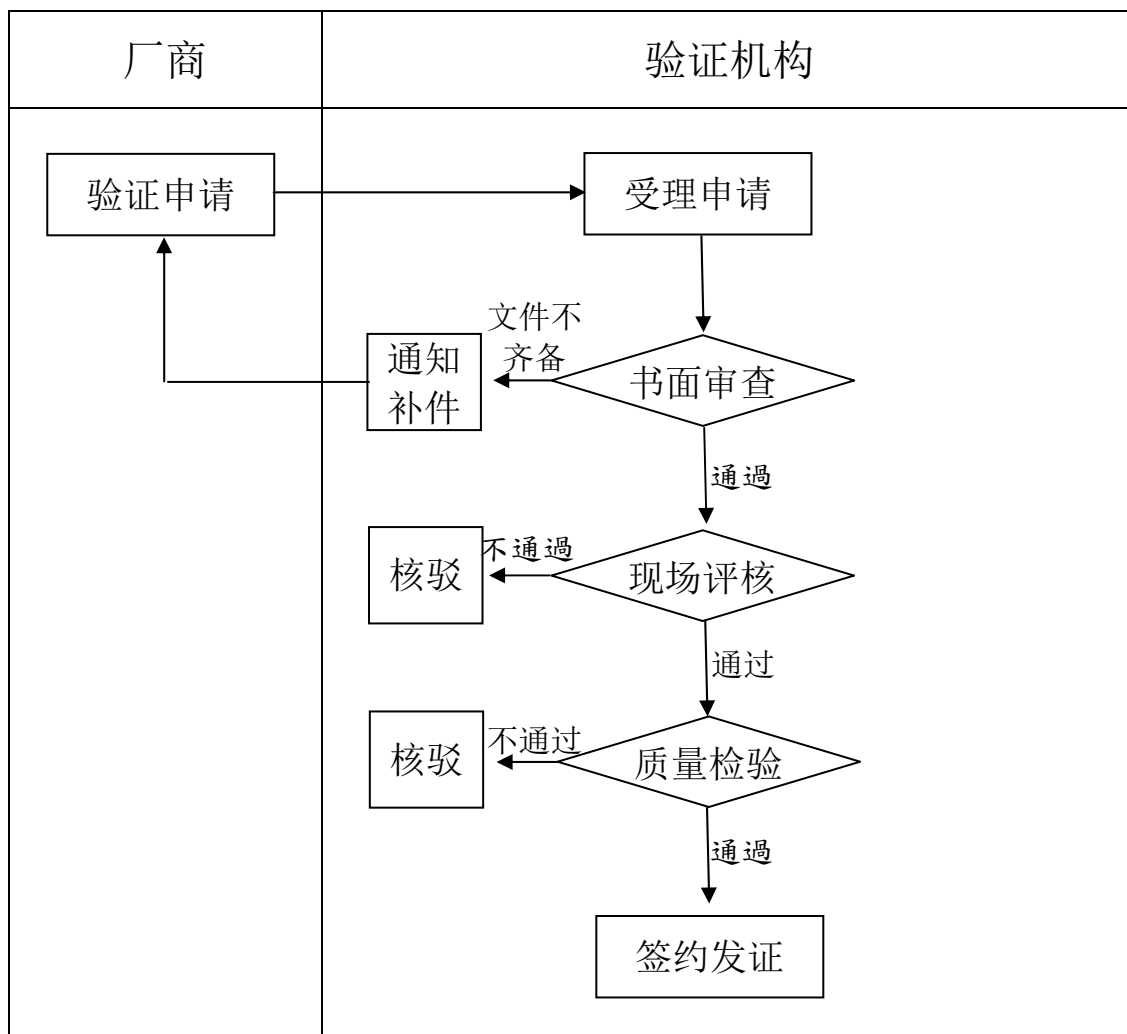 厂商
验证机构
验证申请
受理申请
文件不
齐备
通知
补件
书面审查
通過
核驳
不通過
现场评核
通过
核驳
不通过
质量检验
通過
签约发证